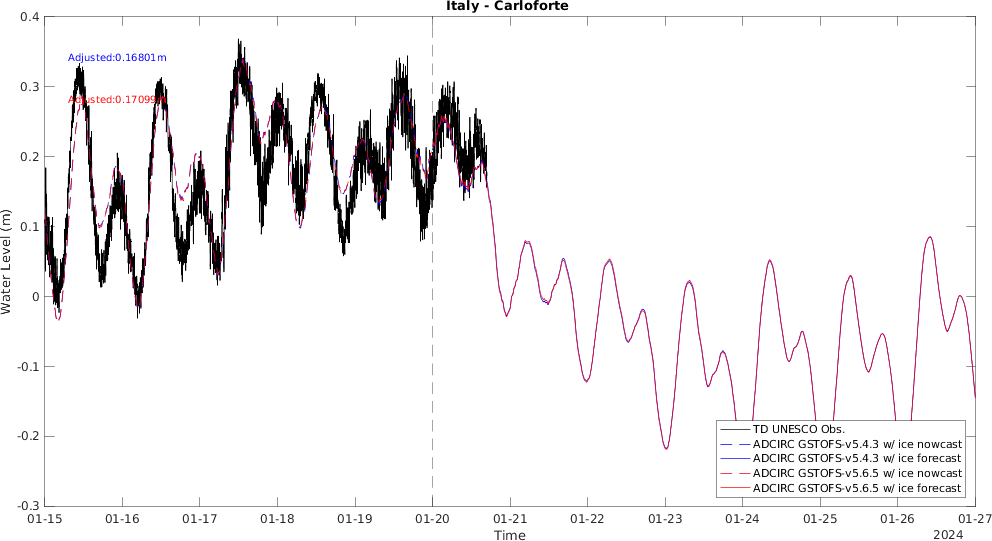 Italy - Carloforte
Water Level (m)
0.4
0.3
0.2
0.1
0
-0.1
-0.2
-0.3
Adjusted:0.16801m
Adjusted:0.17099m
TD UNESCO Obs.
ADCIRC GSTOFS-v5.4.3 w/ ice nowcast
ADCIRC GSTOFS-v5.4.3 w/ ice forecast
ADCIRC GSTOFS-v5.6.5 w/ ice nowcast
ADCIRC GSTOFS-v5.6.5 w/ ice forecast
01-15 01-16 01-17 01-18 01-19 01-20 01-21 01-22 01-23 01-24 01-25 01-26 01-27
Time
2024